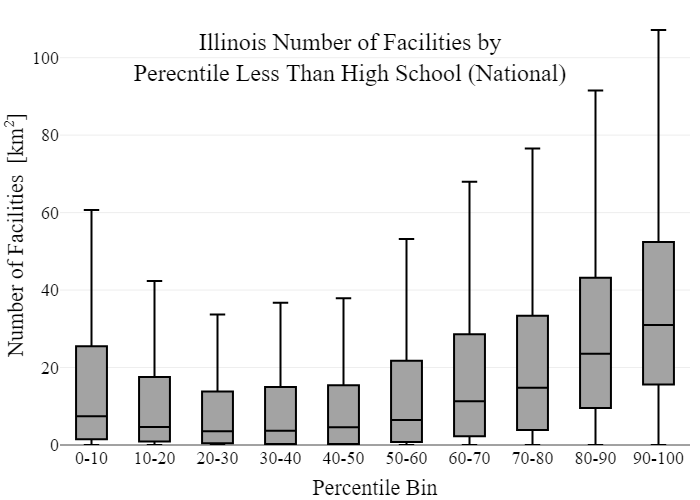 Illinois Number of Facilities by
Perecntile Less Than High School (National)
Number of Facilities [km²]
100
80
60
40
20
0
0-10 10-20 20-30 30-40 40-50 50-60 60-70 70-80 80-90 90-100
Percentile Bin